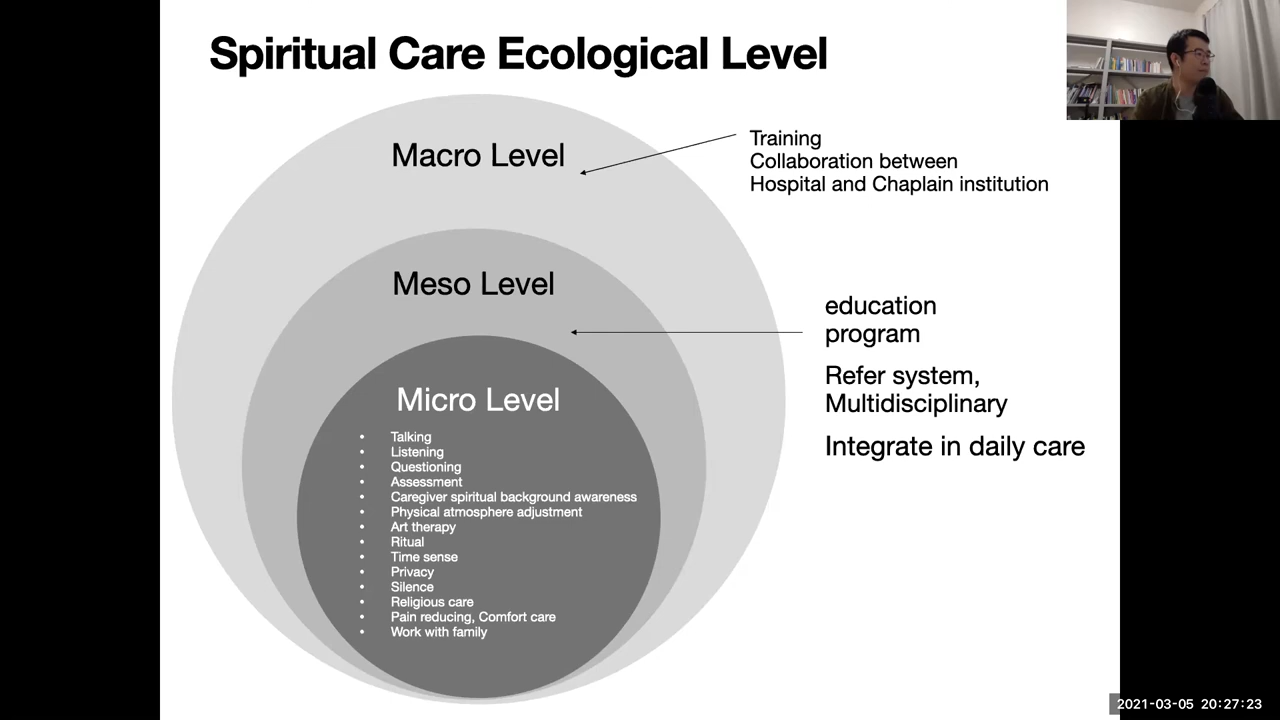 Spiritual Care Ecological Level
Macro Level
Training
Collaboration between
Hospital and Chaplain institution
Meso Level
education
program
Refer system,
Multidisciplinary
Integrate in daily care
Micro Level
• Talking
• Listening
• Questioning
• Assessment
• Caregiver spiritual background awareness
• Physical atmosphere adjustment
• Art therapy
• Ritual
• Time sense
• Privacy
• Silence
• Religious care
• Pain reducing, Comfort care
• Work with family
2021-03-05 20:27:23